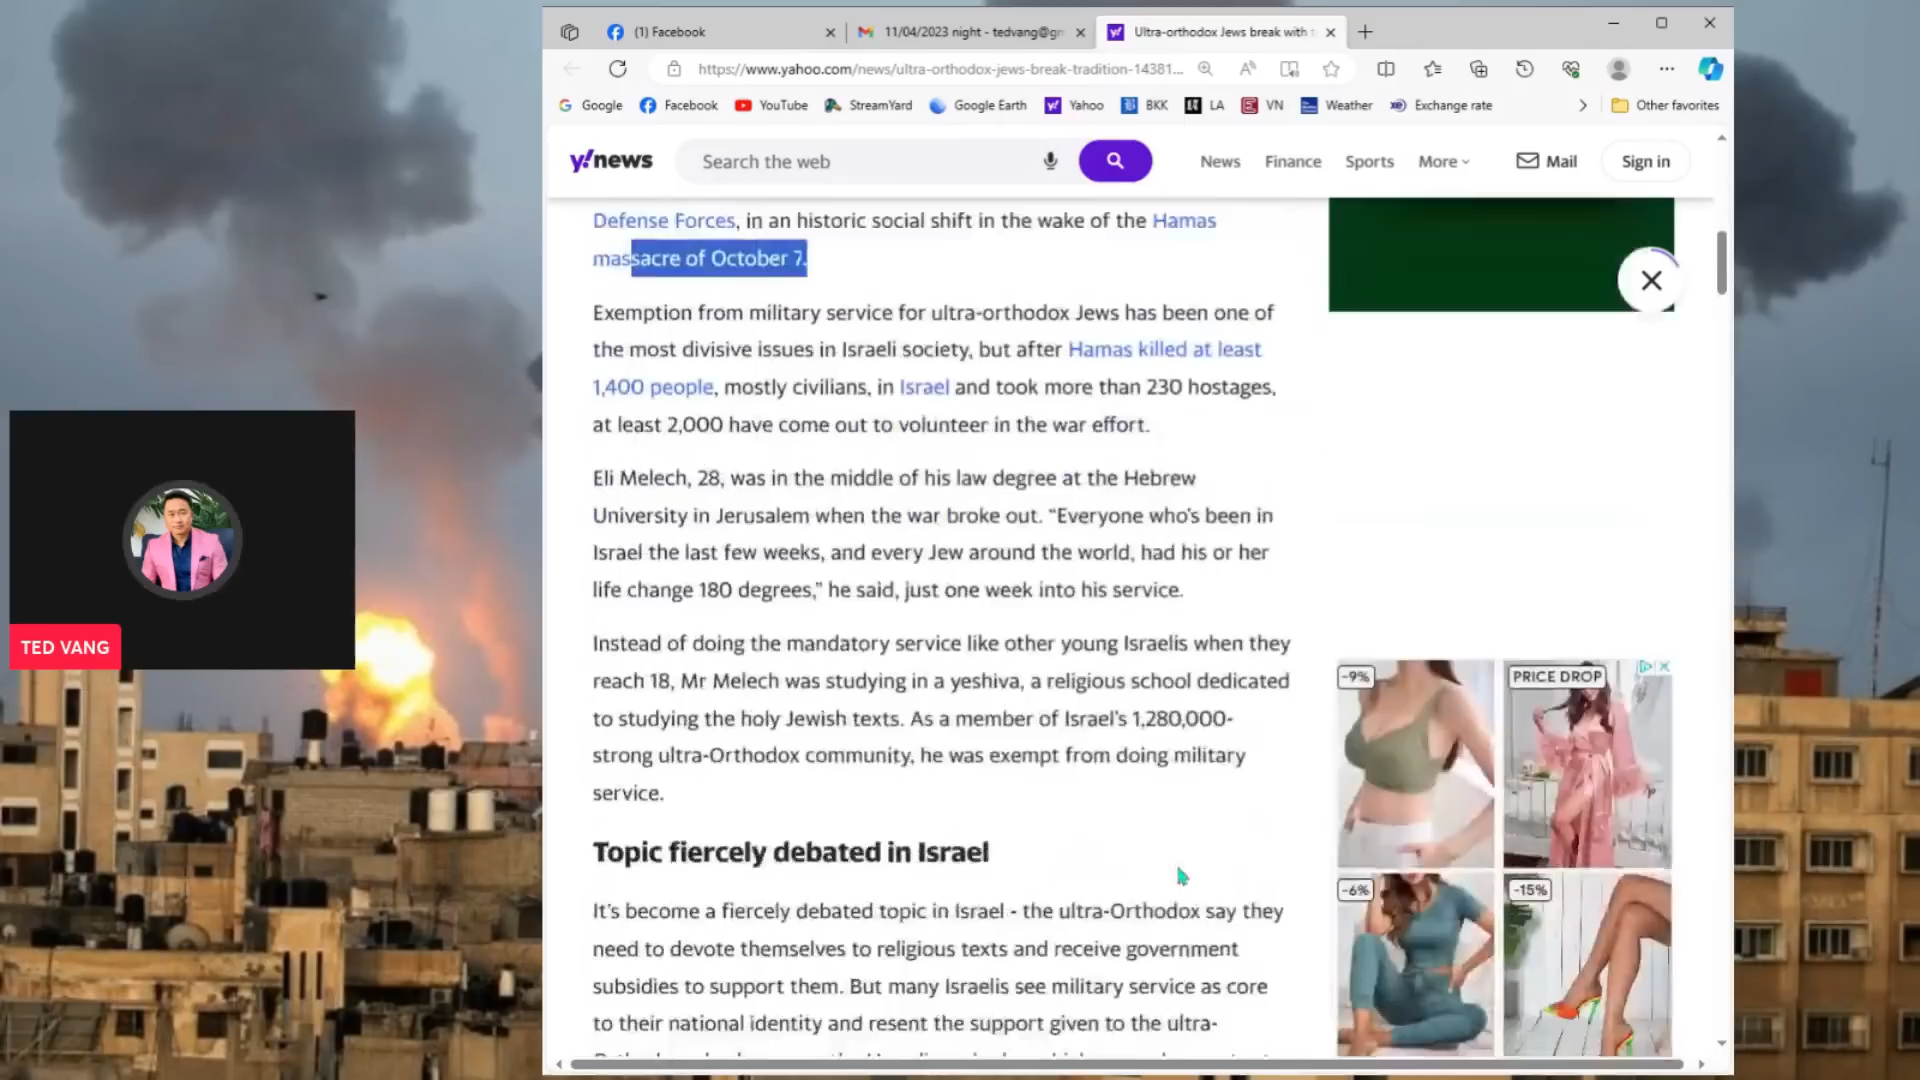 (1) Facebook
11/04/2023 night - tedvang@gm
Ultra-orthodox Jews break with t
https://www.yahoo.com/news/ultra-orthodox-jews-break-tradition-14381...
Google
Facebook
YouTube
StreamYard
Google Earth
Yahoo
BKK
LA
VN
Weather
Exchange rate
Other favorites
y!news
Search the web
News
Finance
Sports
More
Mail
Sign in
Defense Forces, in an historic social shift in the wake of the Hamas
massacre of October 7.
Exemption from military service for ultra-orthodox Jews has been one of
the most divisive issues in Israeli society, but after Hamas killed at least
1,400 people, mostly civilians, in Israel and took more than 230 hostages,
at least 2,000 have come out to volunteer in the war effort.
Eli Melech, 28, was in the middle of his law degree at the Hebrew
University in Jerusalem when the war broke out. “Everyone who’s been in
Israel the last few weeks, and every Jew around the world, had his or her
life change 180 degrees,” he said, just one week into his service.
Instead of doing the mandatory service like other young Israelis when they
reach 18, Mr Melech was studying in a yeshiva, a religious school dedicated
to studying the holy Jewish texts. As a member of Israel’s 1,280,000-
strong ultra-Orthodox community, he was exempt from doing military
service.
Topic fiercely debated in Israel
It’s become a fiercely debated topic in Israel - the ultra-Orthodox say they
need to devote themselves to religious texts and receive government
subsidies to support them. But many Israelis see military service as core
to their national identity and resent the support given to the ultra-
-9%
PRICE DROP
-6%
-15%
TED VANG